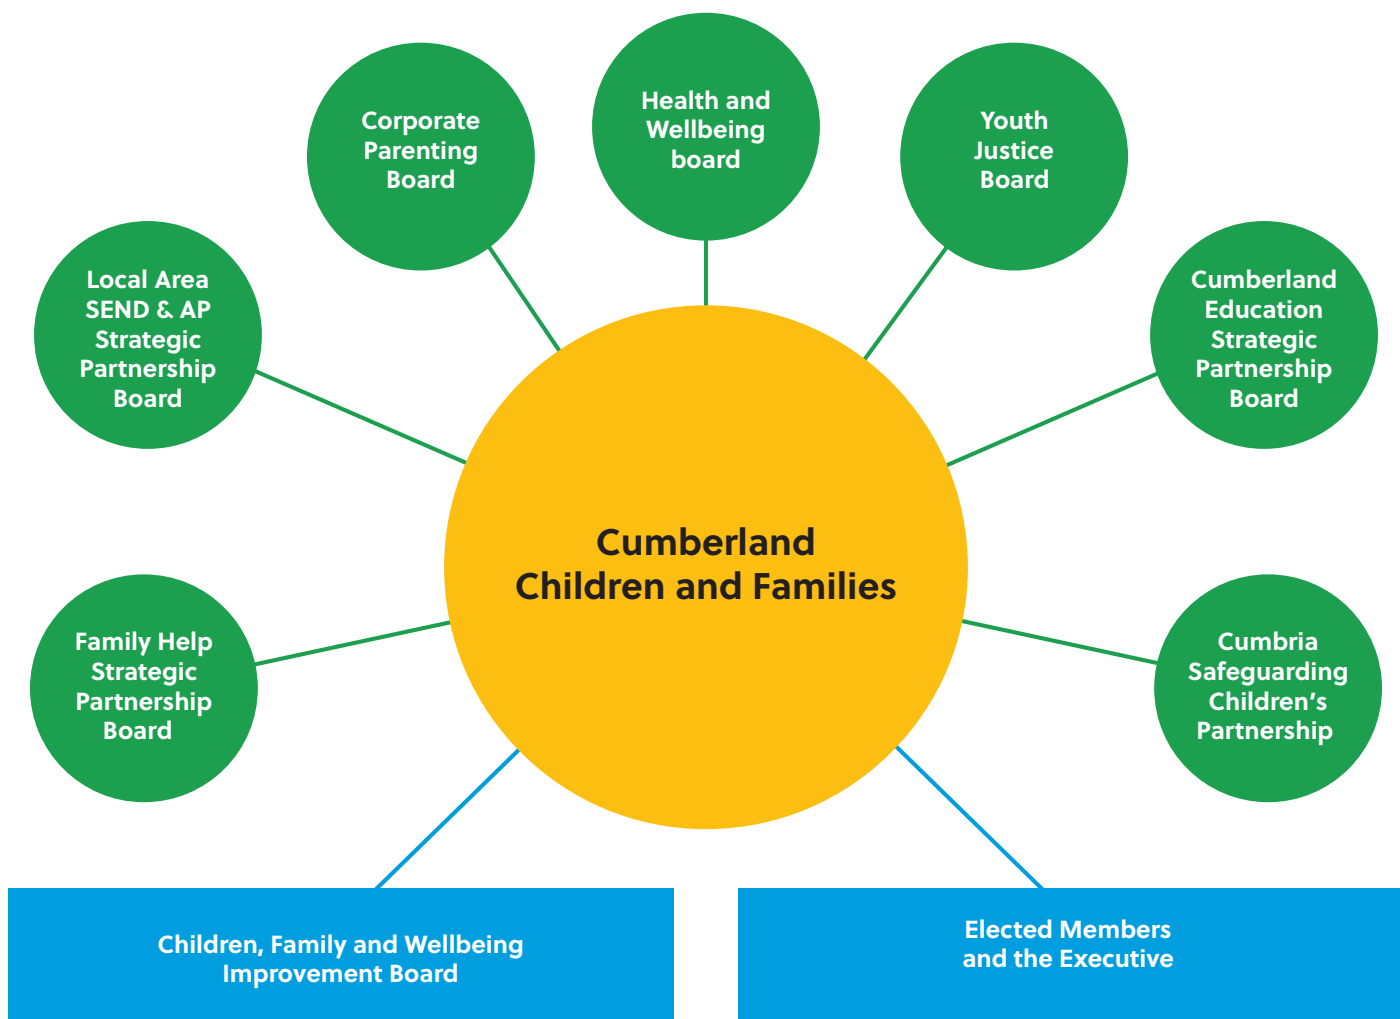 Health and
Wellbeing
board
Corporate
Parenting
Board
Youth
Justice
Board
Local Area
SEND & AP
Strategic
Partnership
Board
Cumberland
Education
Strategic
Partnership
Board
Cumberland
Children and Families
Family Help
Strategic
Partnership
Board
Cumbria
Safeguarding
Children’s
Partnership
Children, Family and Wellbeing
Improvement Board
Elected Members
and the Executive